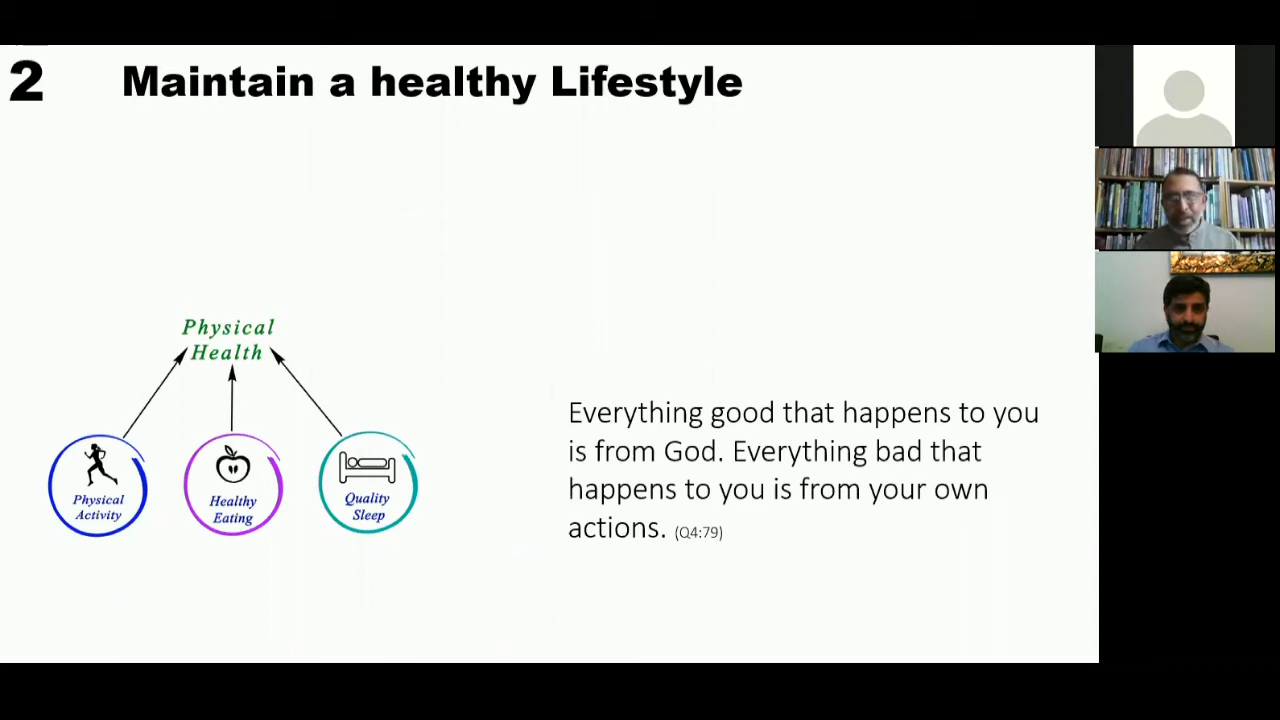 2 Maintain a healthy Lifestyle
Physical
Health
Physical
Activity
Healthy
Eating
Quality
Sleep
Everything good that happens to you
is from God. Everything bad that
happens to you is from your own
actions. (Q4:79)